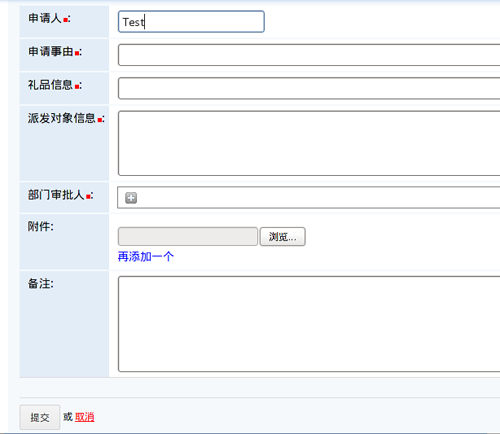 申请人: Test
申请事由:
礼品信息:
派发对象信息:
部门审批人:
附件: 浏览...
再添加一个
备注:
提交 或 取消